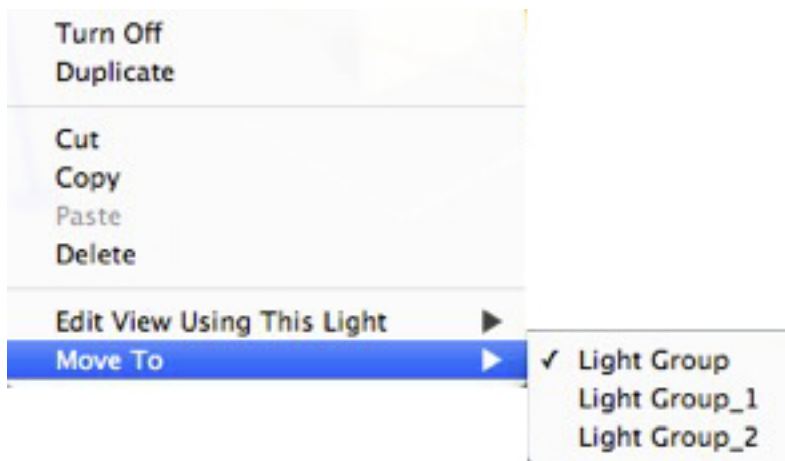 Turn Off
Duplicate
Cut
Copy
Paste
Delete
Edit View Using This Light
Move To
✓ Light Group
Light Group_1
Light Group_2